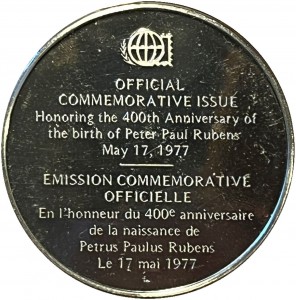 OFFICIAL
COMMEMORATIVE ISSUE
Honoring the 400th Anniversary of
the birth of Peter Paul Rubens
May 17, 1977
ÉMISSION COMMEMORATIVE
OFFICIELLE
En l'honneur du 400e anniversaire
de la naissance de
Petrus Paulus Rubens
Le 17 mai 1977